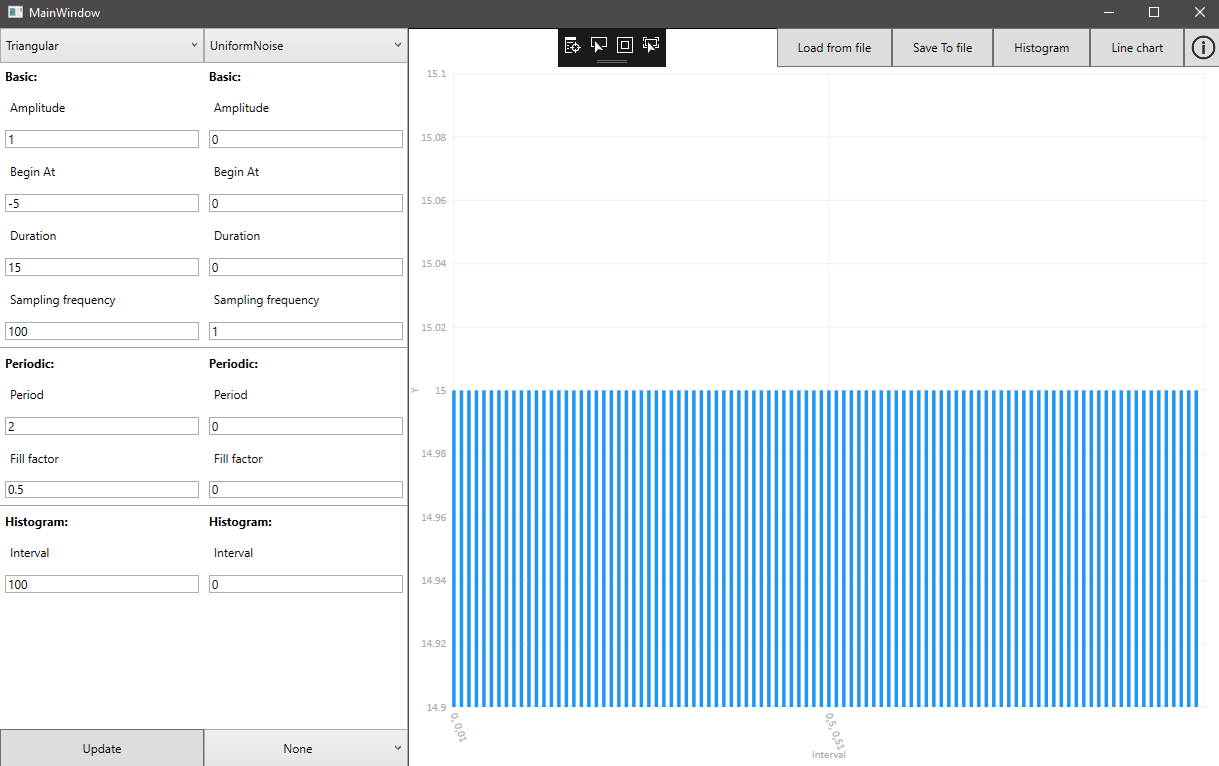 MainWindow
Triangular UniformNoise
Load from file Save To file Histogram Line chart
Basic: Basic:
Amplitude Amplitude
1 0
Begin At Begin At
-5 0
Duration Duration
15 0
Sampling frequency Sampling frequency
100 1
Periodic: Periodic:
Period Period
2 0
Fill factor Fill factor
0.5 0
Histogram: Histogram:
Interval Interval
100 0
Update None
15.1
15.08
15.06
15.04
15.02
Y 15
14.98
14.96
14.94
14.92
14.9
0, 0,01 0,5, 0,51
Interval